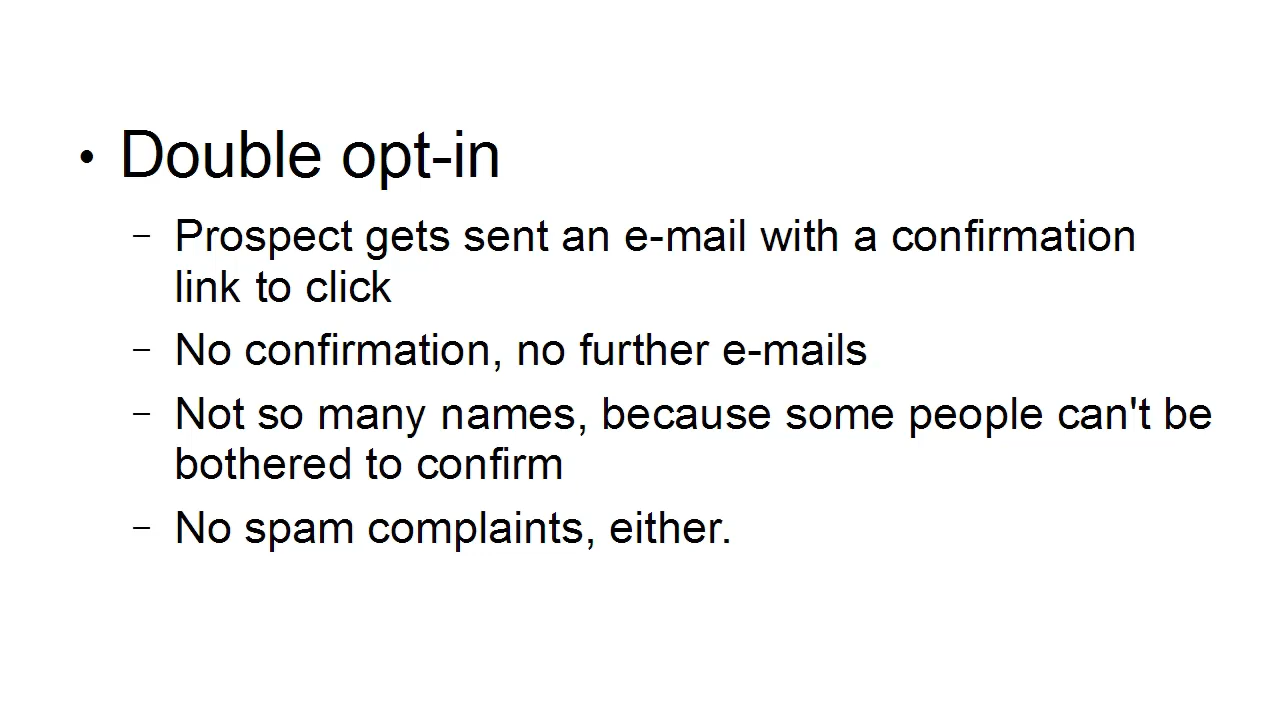 • Double opt-in
– Prospect gets sent an e-mail with a confirmation
link to click
– No confirmation, no further e-mails
– Not so many names, because some people can't be
bothered to confirm
– No spam complaints, either.